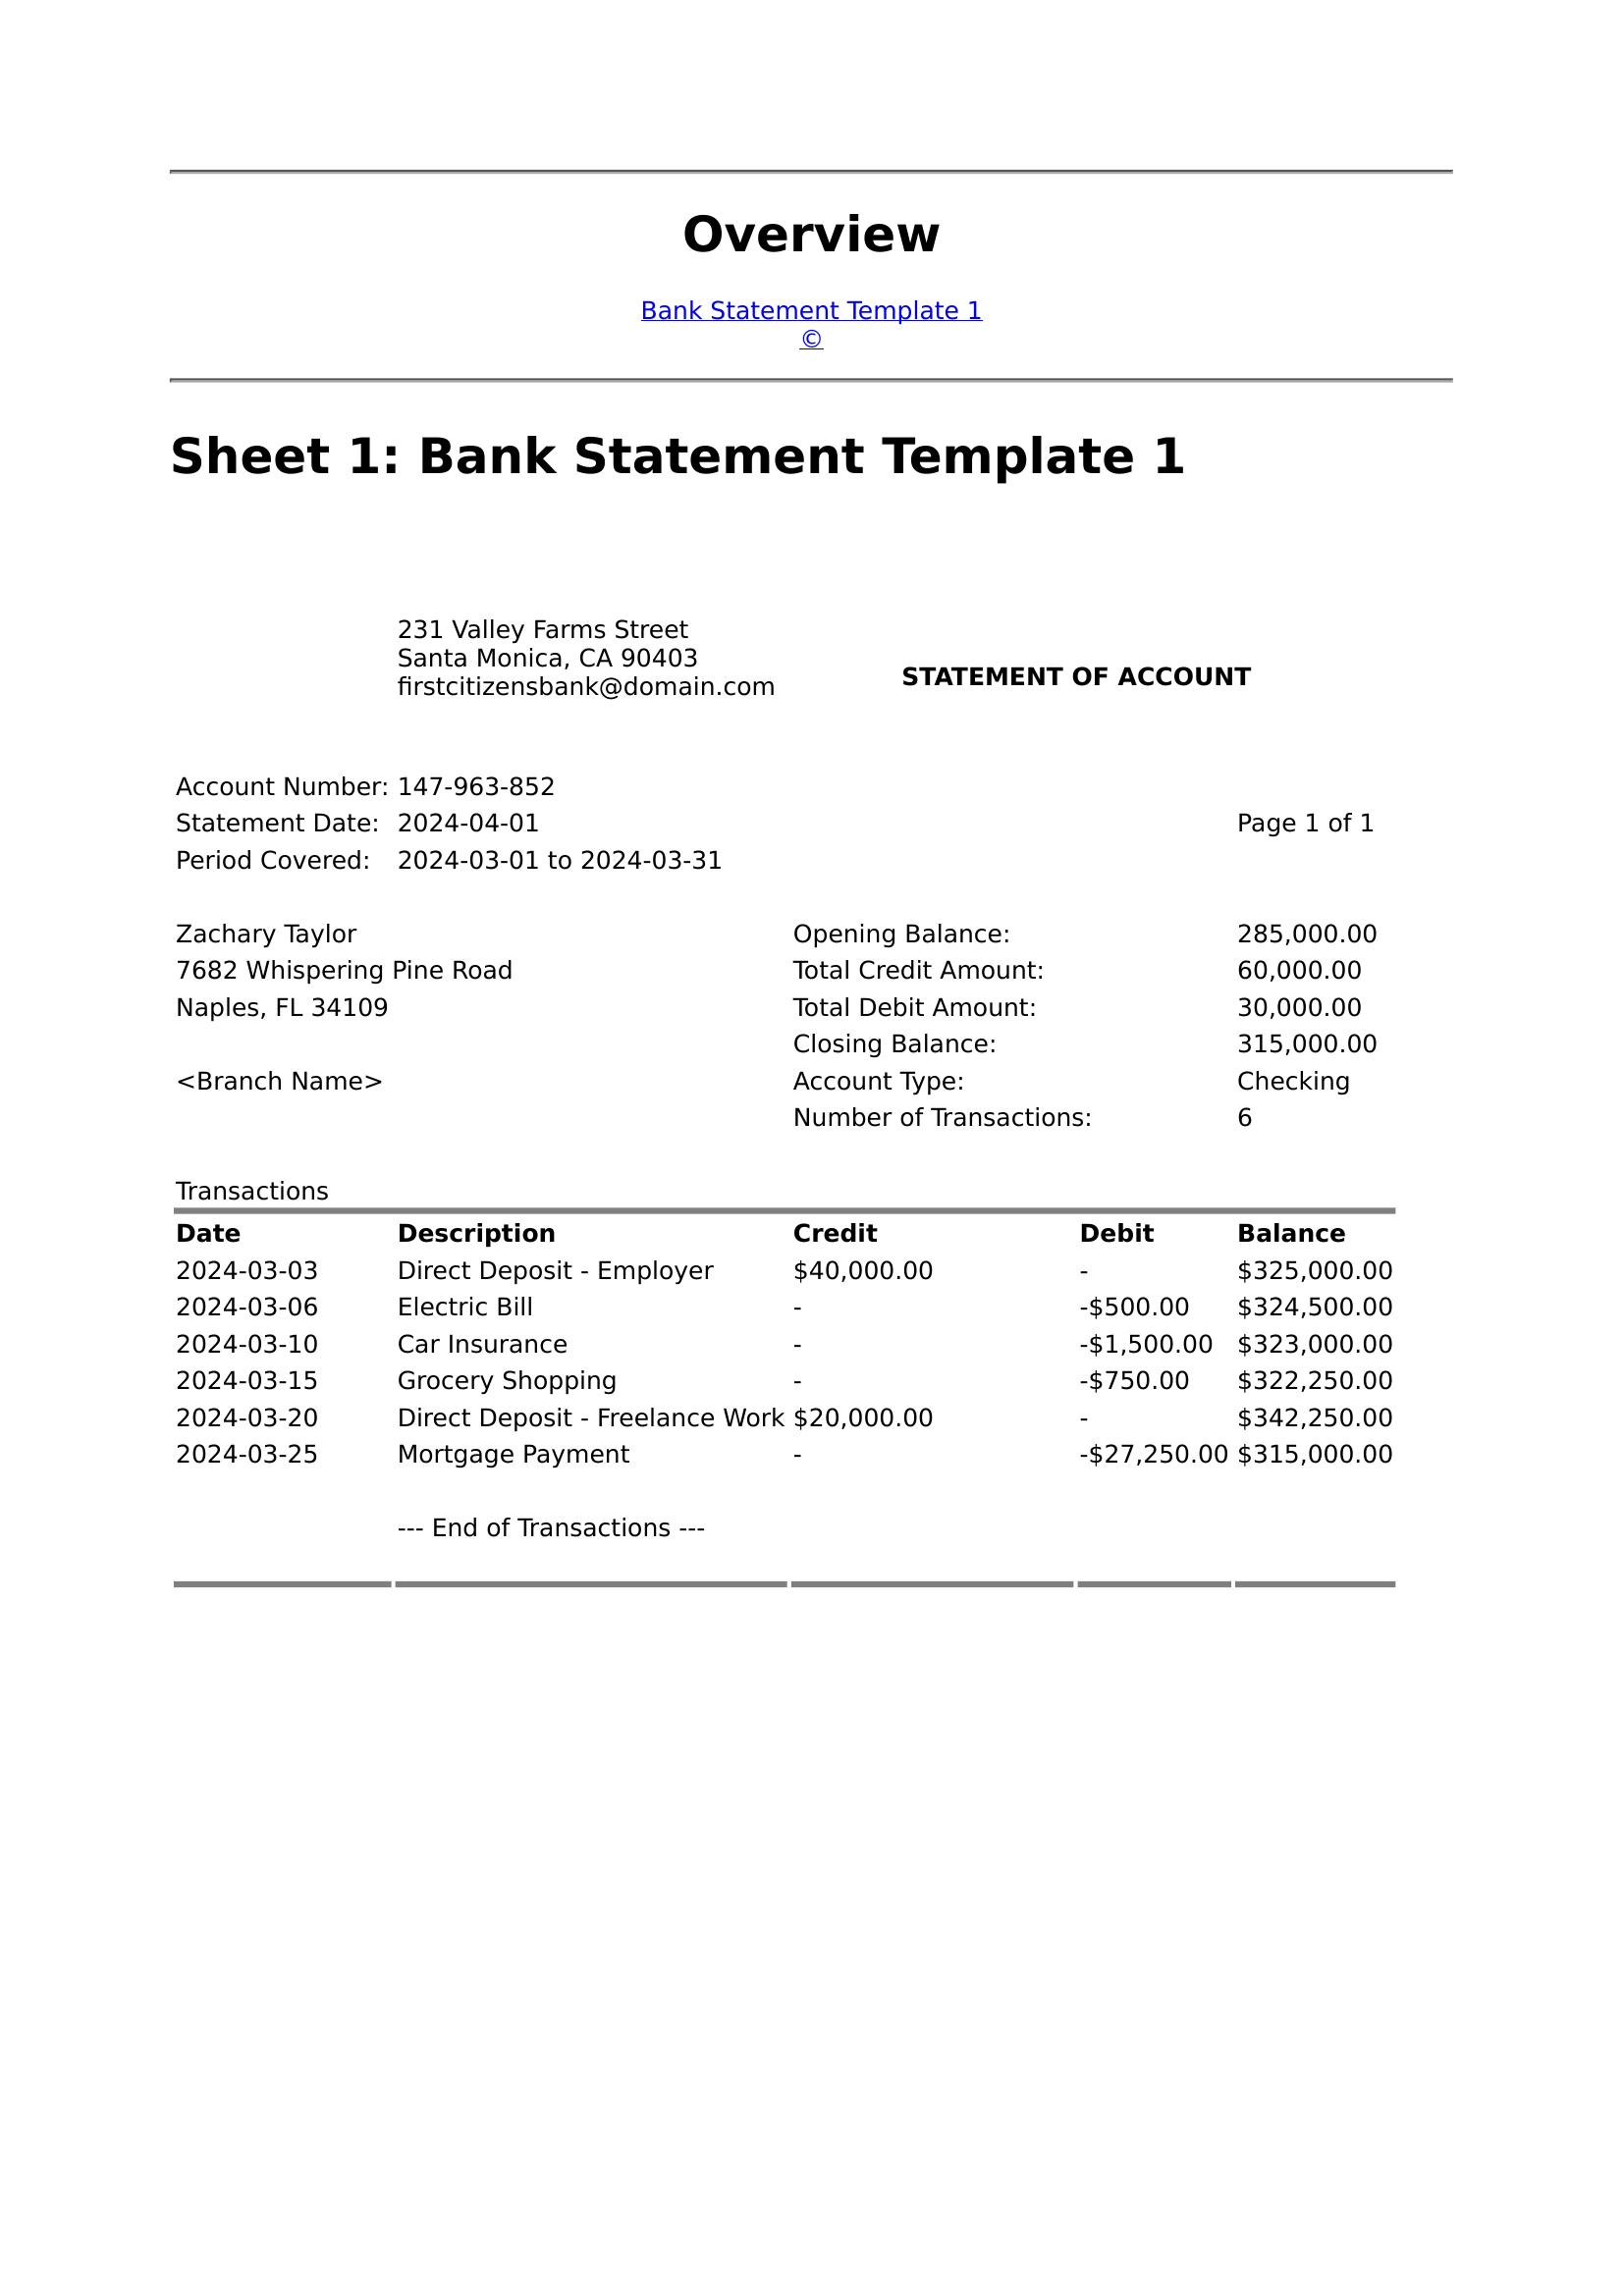 Overview
Bank Statement Template 1
©
Sheet 1: Bank Statement Template 1
231 Valley Farms Street
Santa Monica, CA 90403
firstcitizensbank@domain.com
STATEMENT OF ACCOUNT
Account Number: 147-963-852
Statement Date: 2024-04-01 Page 1 of 1
Period Covered: 2024-03-01 to 2024-03-31
Zachary Taylor Opening Balance: 285,000.00
7682 Whispering Pine Road Total Credit Amount: 60,000.00
Naples, FL 34109 Total Debit Amount: 30,000.00
Closing Balance: 315,000.00
<Branch Name> Account Type: Checking
Number of Transactions: 6
Transactions
Date Description Credit Debit Balance
2024-03-03 Direct Deposit - Employer $40,000.00 - $325,000.00
2024-03-06 Electric Bill - -$500.00 $324,500.00
2024-03-10 Car Insurance - -$1,500.00 $323,000.00
2024-03-15 Grocery Shopping - -$750.00 $322,250.00
2024-03-20 Direct Deposit - Freelance Work $20,000.00 - $342,250.00
2024-03-25 Mortgage Payment - -$27,250.00 $315,000.00
--- End of Transactions ---